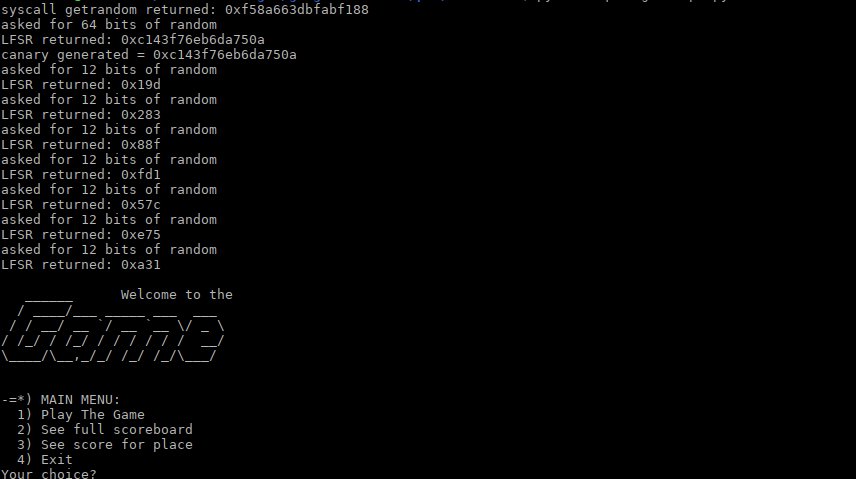 syscall getrandom returned: 0xf58a663dbfabf188
asked for 64 bits of random
LFSR returned: 0xc143f76eb6da750a
canary generated = 0xc143f76eb6da750a
asked for 12 bits of random
LFSR returned: 0x19d
asked for 12 bits of random
LFSR returned: 0x283
asked for 12 bits of random
LFSR returned: 0x88f
asked for 12 bits of random
LFSR returned: 0xfd1
asked for 12 bits of random
LFSR returned: 0x57c
asked for 12 bits of random
LFSR returned: 0xe75
asked for 12 bits of random
LFSR returned: 0xa31
Welcome to the
Game
-=*) MAIN MENU:
1) Play The Game
2) See full scoreboard
3) See score for place
4) Exit
Your choice?